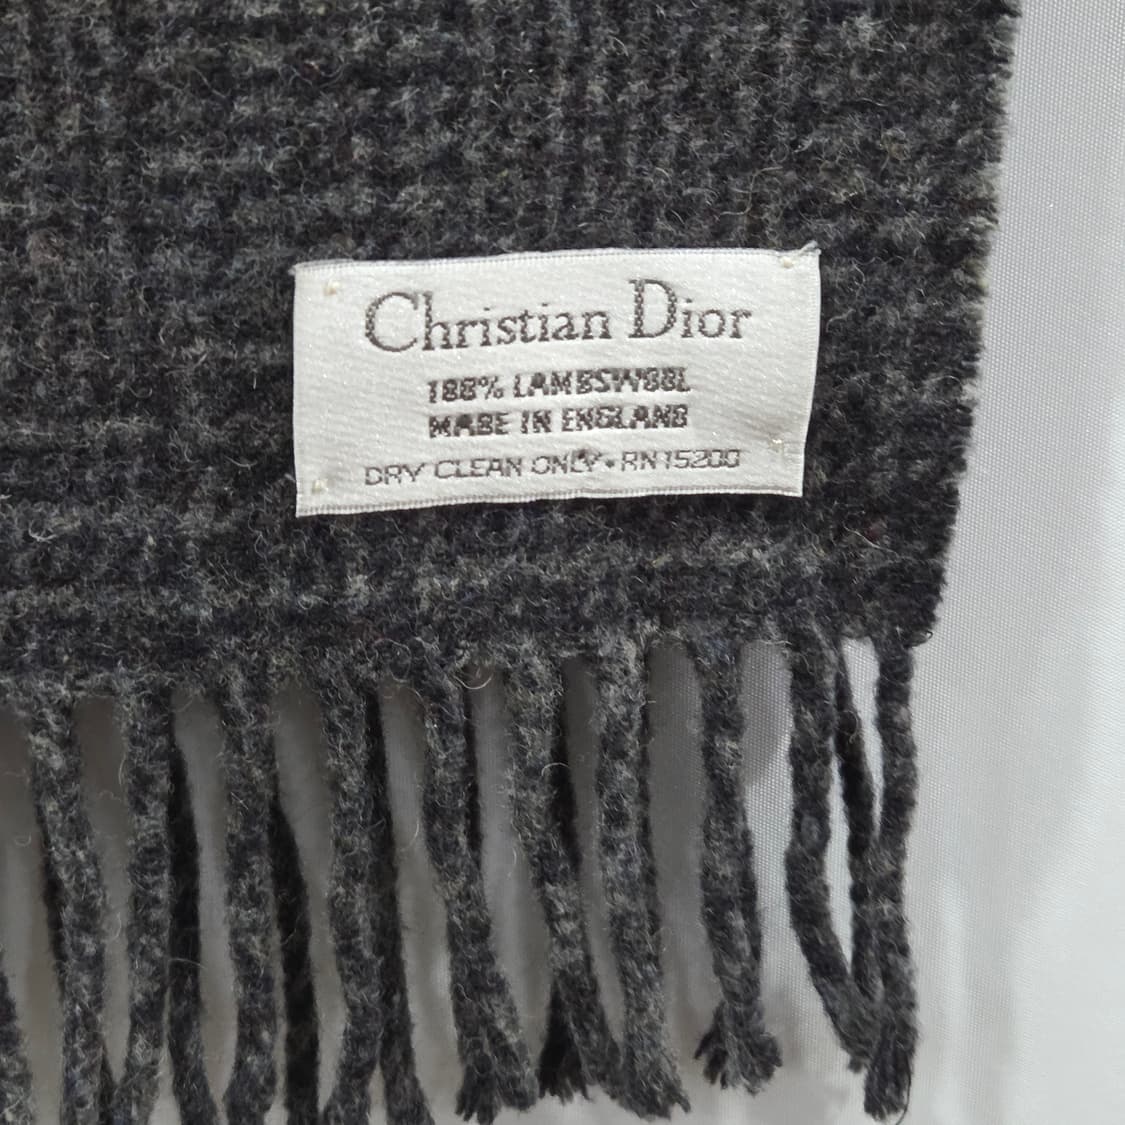 Christian Dior
100% LAMBSWOOL
MADE IN ENGLAND
DRY CLEAN ONLY • RN15200